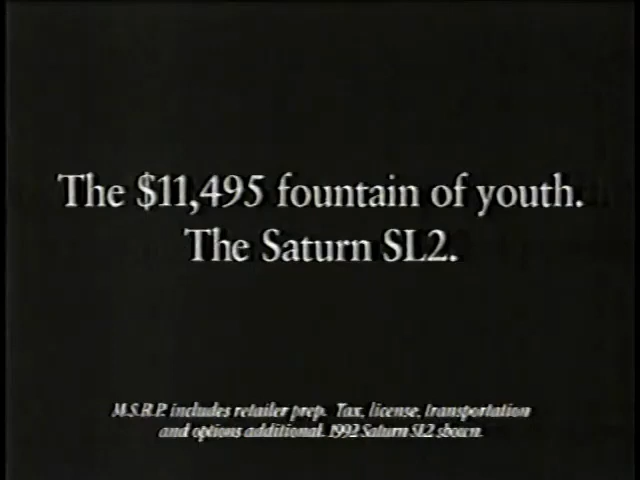 The $11,495 fountain of youth.
The Saturn SL2.
M.S.R.P. includes retailer prep. Tax, license, transportation
and options additional. 1992 Saturn SL2 shown.